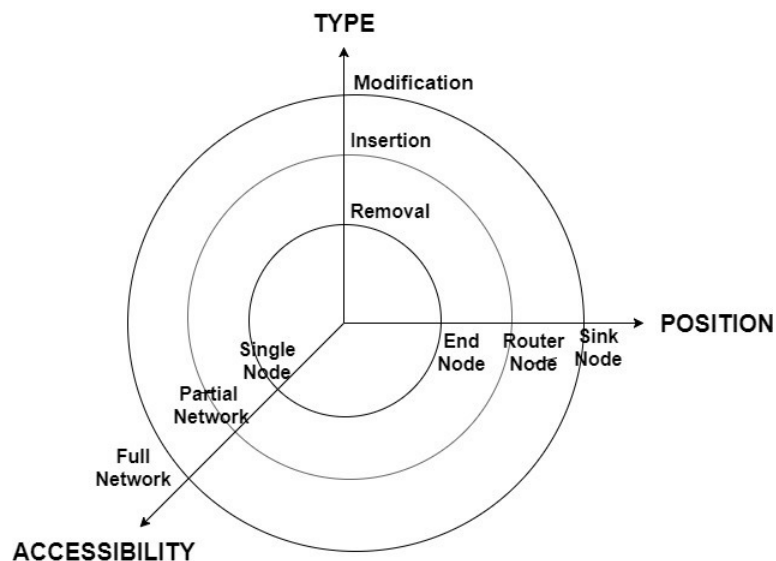 TYPE
Modification
Insertion
Removal
POSITION
End
Node
Router
Node
Sink
Node
Single
Node
Partial
Network
Full
Network
ACCESSIBILITY